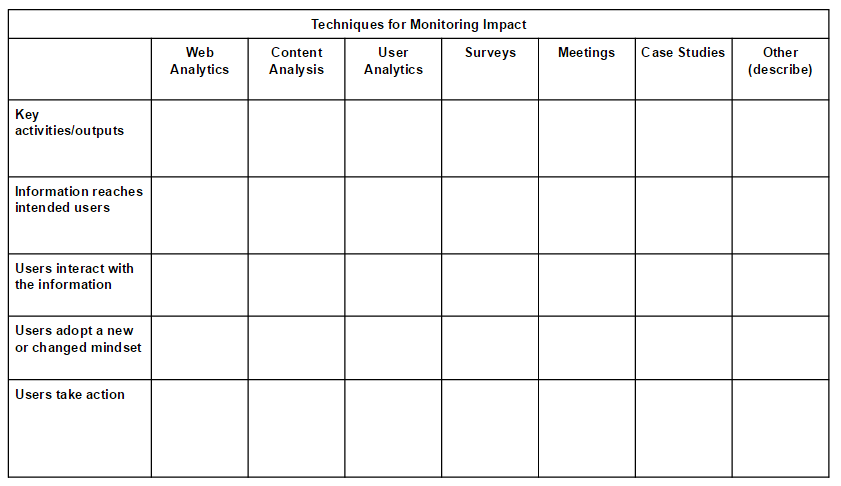 Techniques for Monitoring Impact
Web
Analytics
Content
Analysis
User
Analytics
Surveys
Meetings
Case Studies
Other
(describe)
Key
activities/outputs
Information reaches
intended users
Users interact with
the information
Users adopt a new
or changed mindset
Users take action